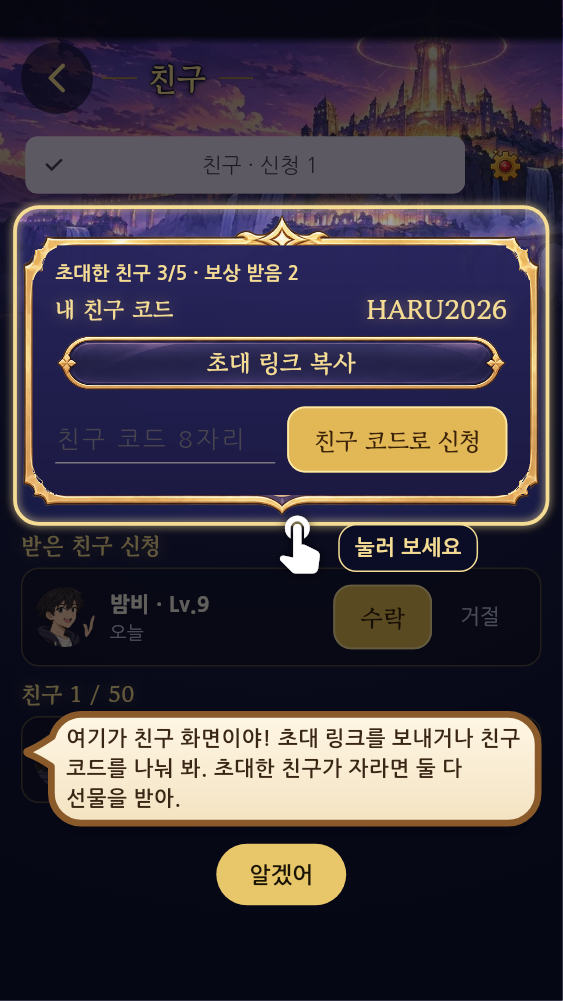 친구
친구 · 신청 1
초대한 친구 3/5 · 보상 받음 2
내 친구 코드 HARU2026
초대 링크 복사
친구 코드 8자리 친구 코드로 신청
받은 친구 신청
눌러 보세요
밤비 · Lv.9
오늘
수락 거절
친구 1 / 50
여기가 친구 화면이야! 초대 링크를 보내거나 친구
코드를 나눠 봐. 초대한 친구가 자라면 둘 다
선물을 받아.
알겠어